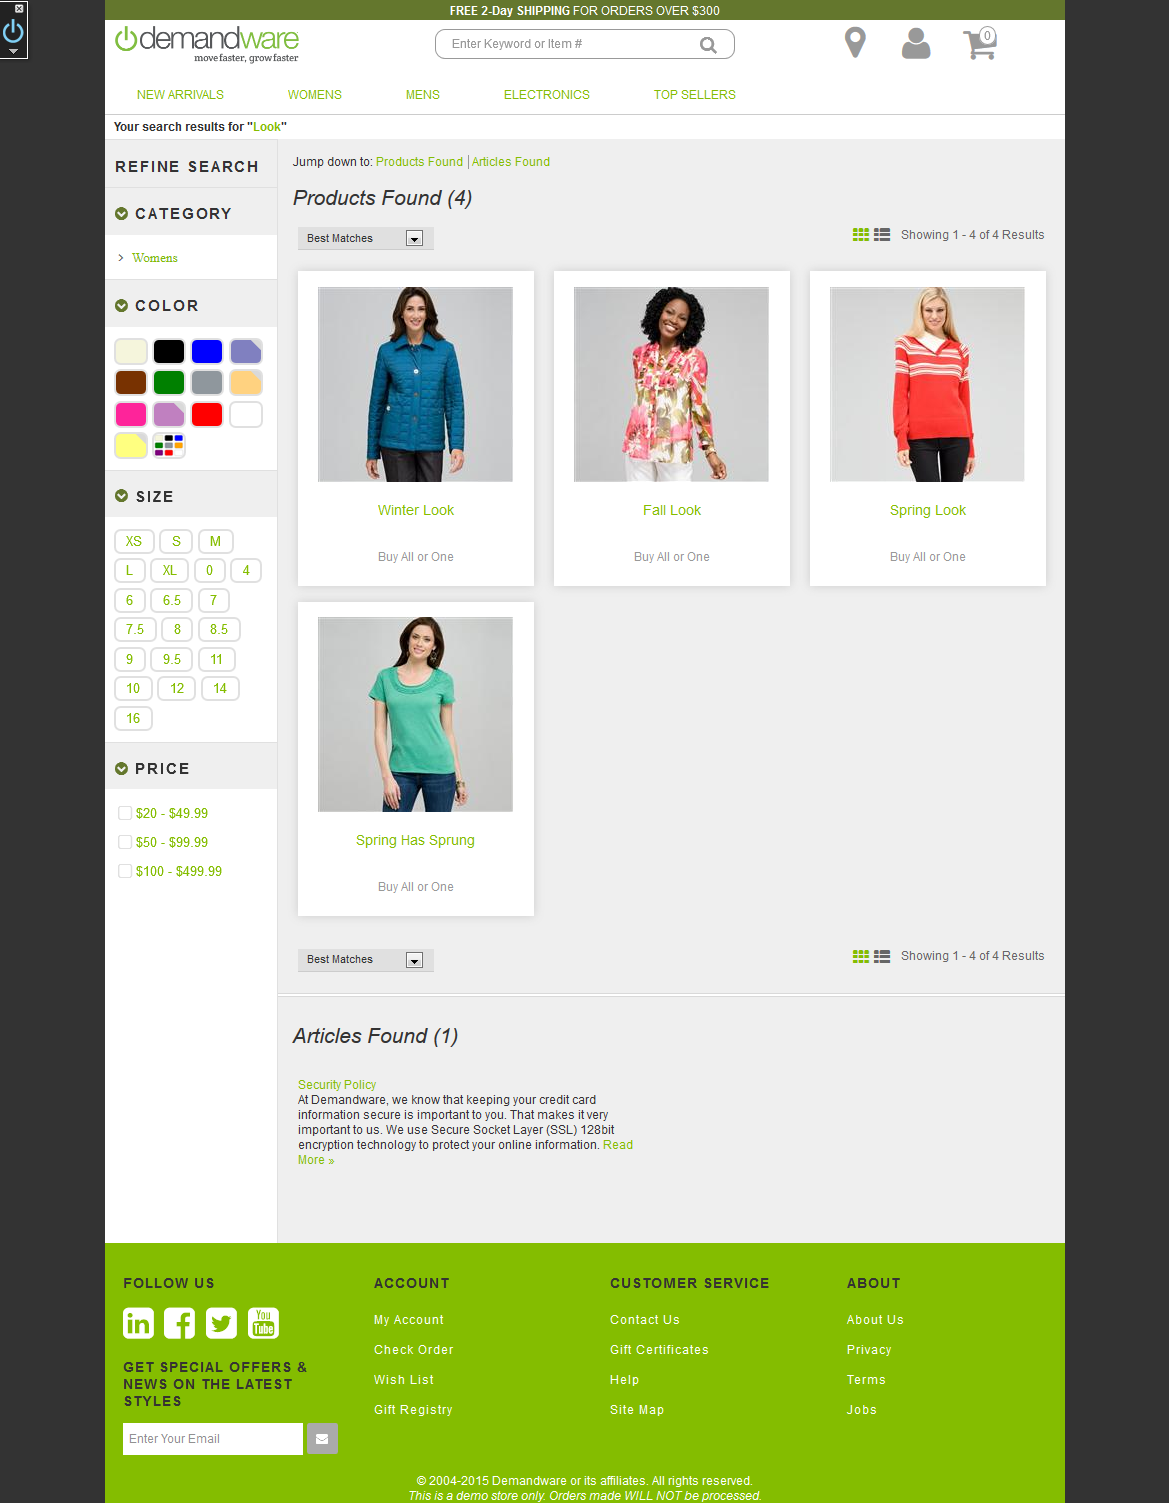 FREE 2-Day SHIPPING FOR ORDERS OVER $300
demandware
move faster, grow faster
Enter Keyword or Item #
0
NEW ARRIVALS
WOMENS
MENS
ELECTRONICS
TOP SELLERS
Your search results for "Look"
REFINE SEARCH
CATEGORY
Womens
COLOR
SIZE
XS S M
L XL 0 4
6 6.5 7
7.5 8 8.5
9 9.5 11
10 12 14
16
PRICE
$20 - $49.99
$50 - $99.99
$100 - $499.99
Jump down to: Products Found | Articles Found
Products Found (4)
Best Matches
Showing 1 - 4 of 4 Results
Winter Look
Buy All or One
Fall Look
Buy All or One
Spring Look
Buy All or One
Spring Has Sprung
Buy All or One
Best Matches
Showing 1 - 4 of 4 Results
Articles Found (1)
Security Policy
At Demandware, we know that keeping your credit card
information secure is important to you. That makes it very
important to us. We use Secure Socket Layer (SSL) 128bit
encryption technology to protect your online information. Read
More »
FOLLOW US
in f You Tube
GET SPECIAL OFFERS &
NEWS ON THE LATEST
STYLES
Enter Your Email
ACCOUNT
My Account
Check Order
Wish List
Gift Registry
CUSTOMER SERVICE
Contact Us
Gift Certificates
Help
Site Map
ABOUT
About Us
Privacy
Terms
Jobs
© 2004-2015 Demandware or its affiliates. All rights reserved.
This is a demo store only. Orders made WILL NOT be processed.